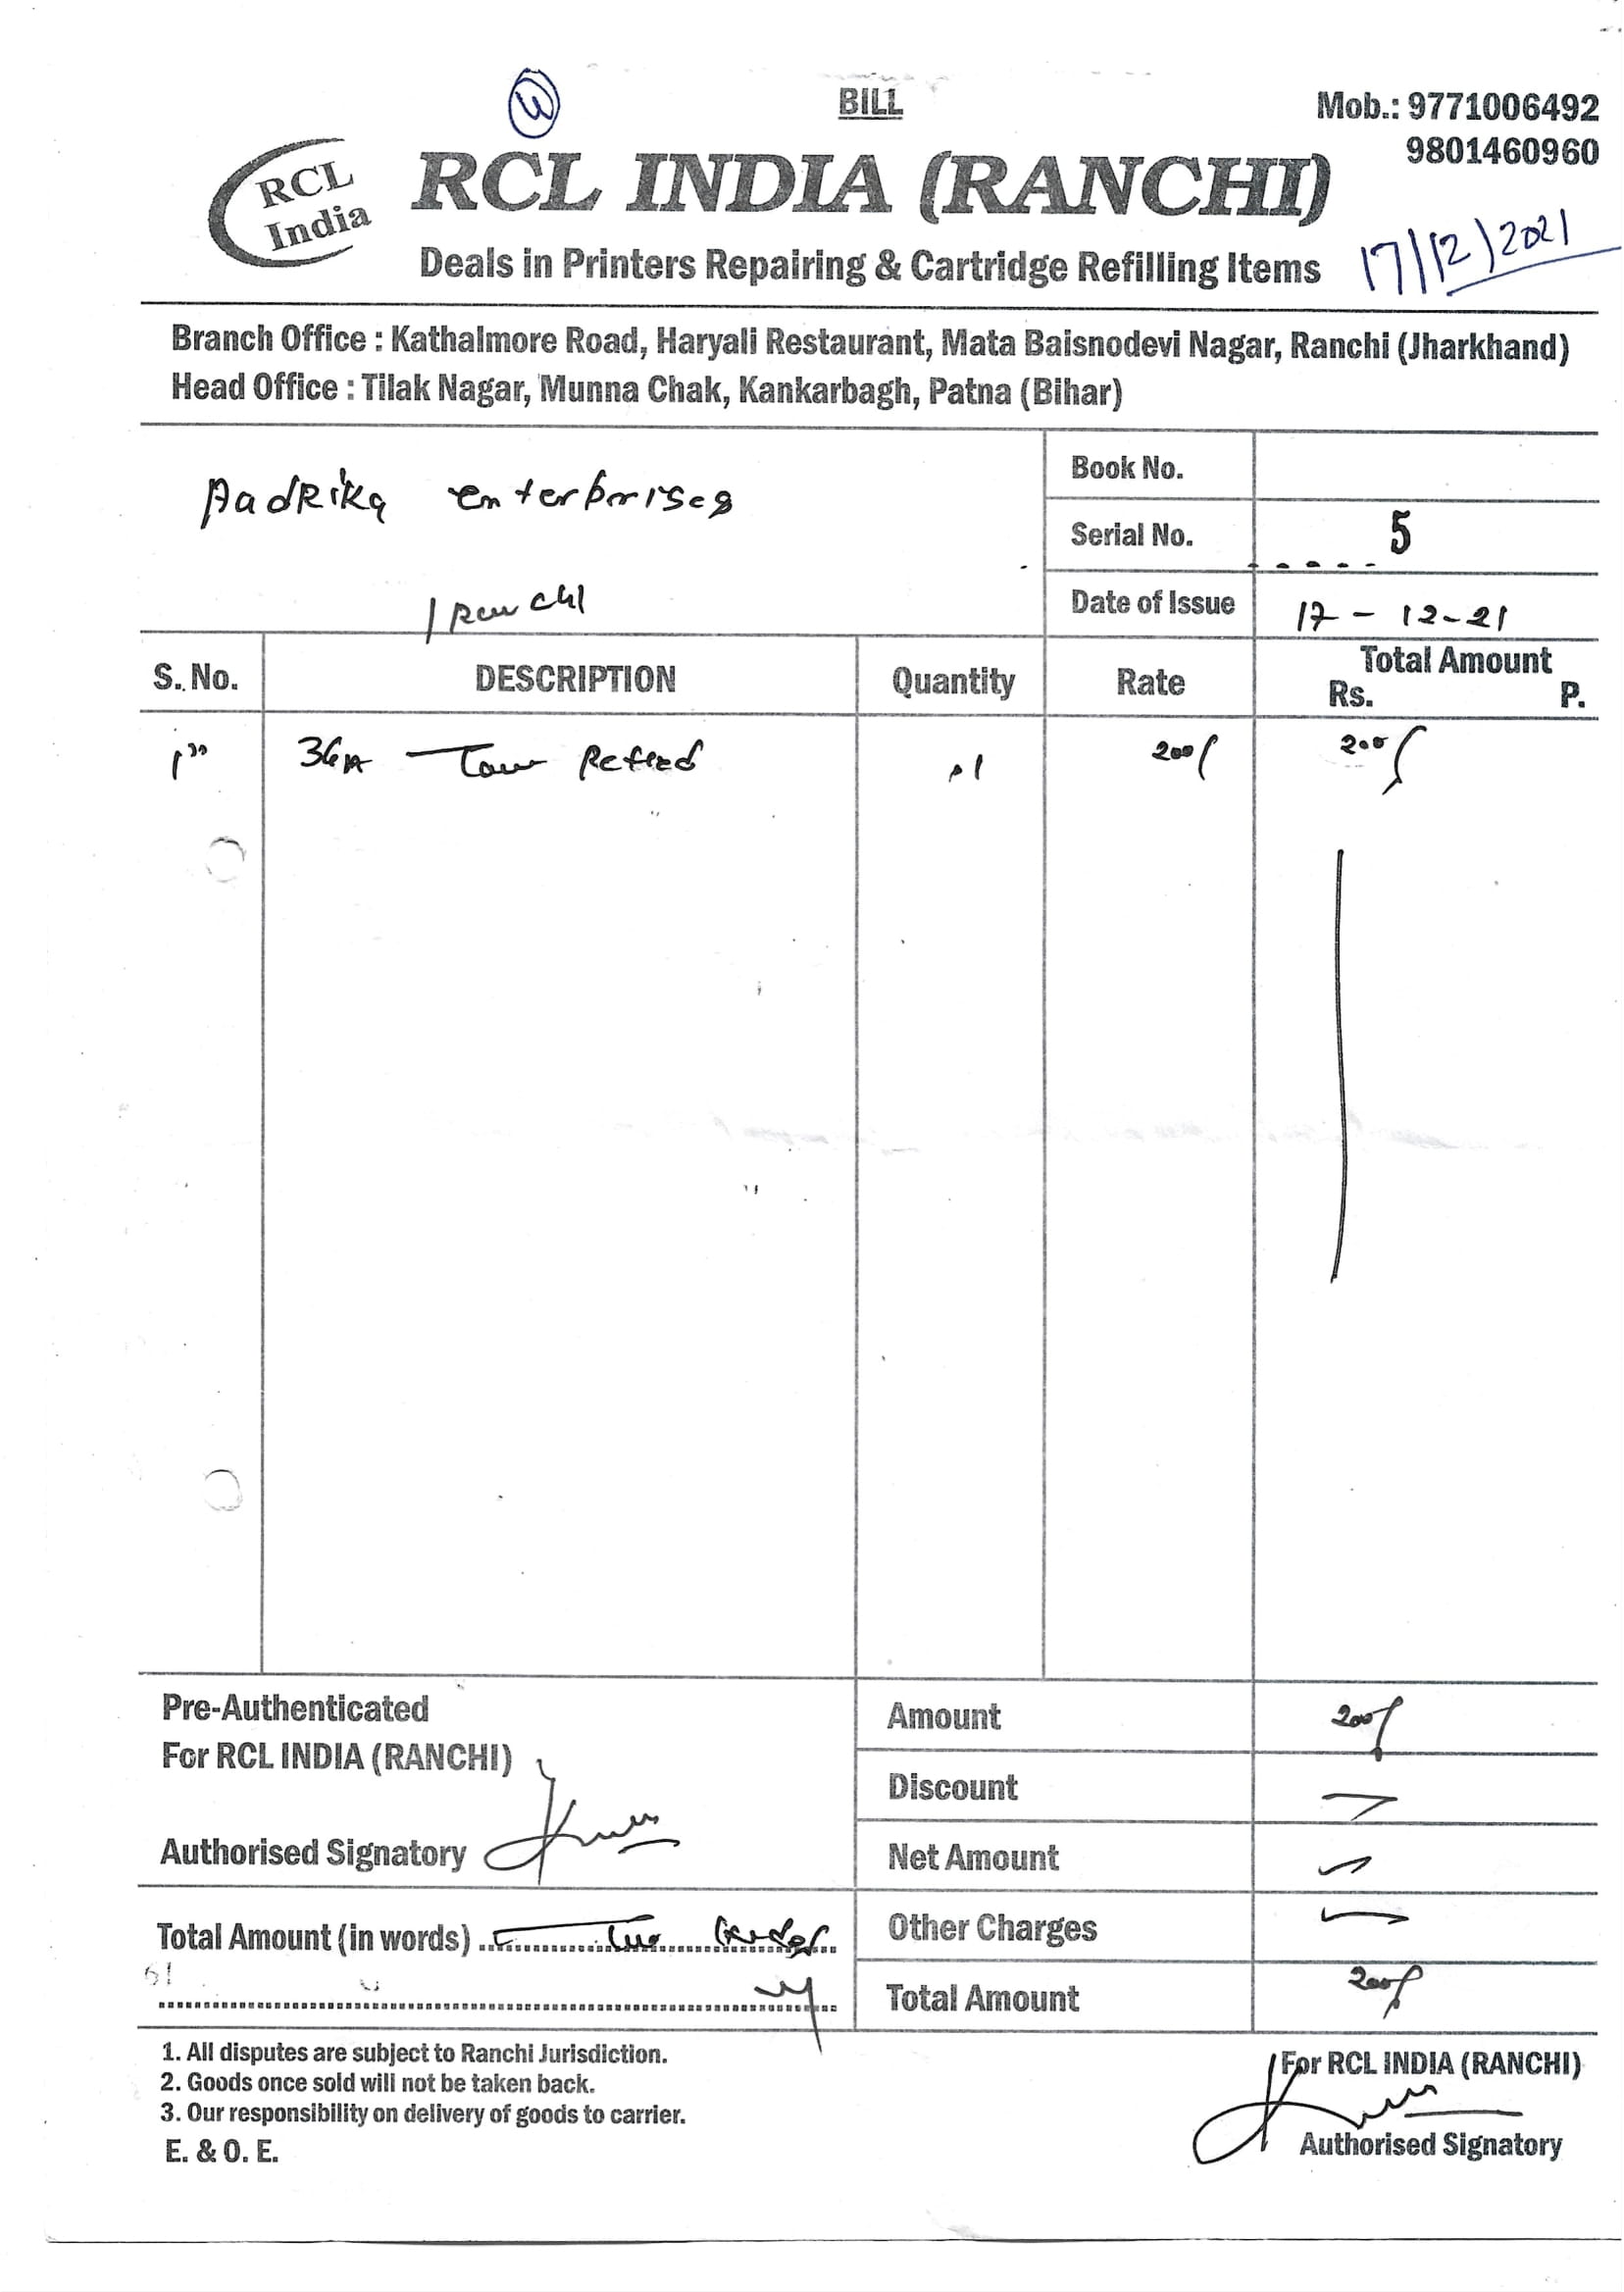 BILL
Mob.: 9771006492
9801460960
RCL
India
RCL INDIA (RANCHI)
Deals in Printers Repairing & Cartridge Refilling Items
17/12/2021
Branch Office : Kathalmore Road, Haryali Restaurant, Mata Baisnodevi Nagar, Ranchi (Jharkhand)
Head Office : Tilak Nagar, Munna Chak, Kankarbagh, Patna (Bihar)
AadRika enterprises
Ranchi
Book No.
Serial No. 5
Date of Issue 17-12-21
S. No. DESCRIPTION Quantity Rate Total Amount
Rs. P.
1 36A 1 200/ 200/
Pre-Authenticated
For RCL INDIA (RANCHI)
Authorised Signatory
Amount 200/
Discount
Net Amount
Other Charges
Total Amount 200/
Total Amount (in words) Two
1. All disputes are subject to Ranchi Jurisdiction.
2. Goods once sold will not be taken back.
3. Our responsibility on delivery of goods to carrier.
E. & O. E.
For RCL INDIA (RANCHI)
Authorised Signatory